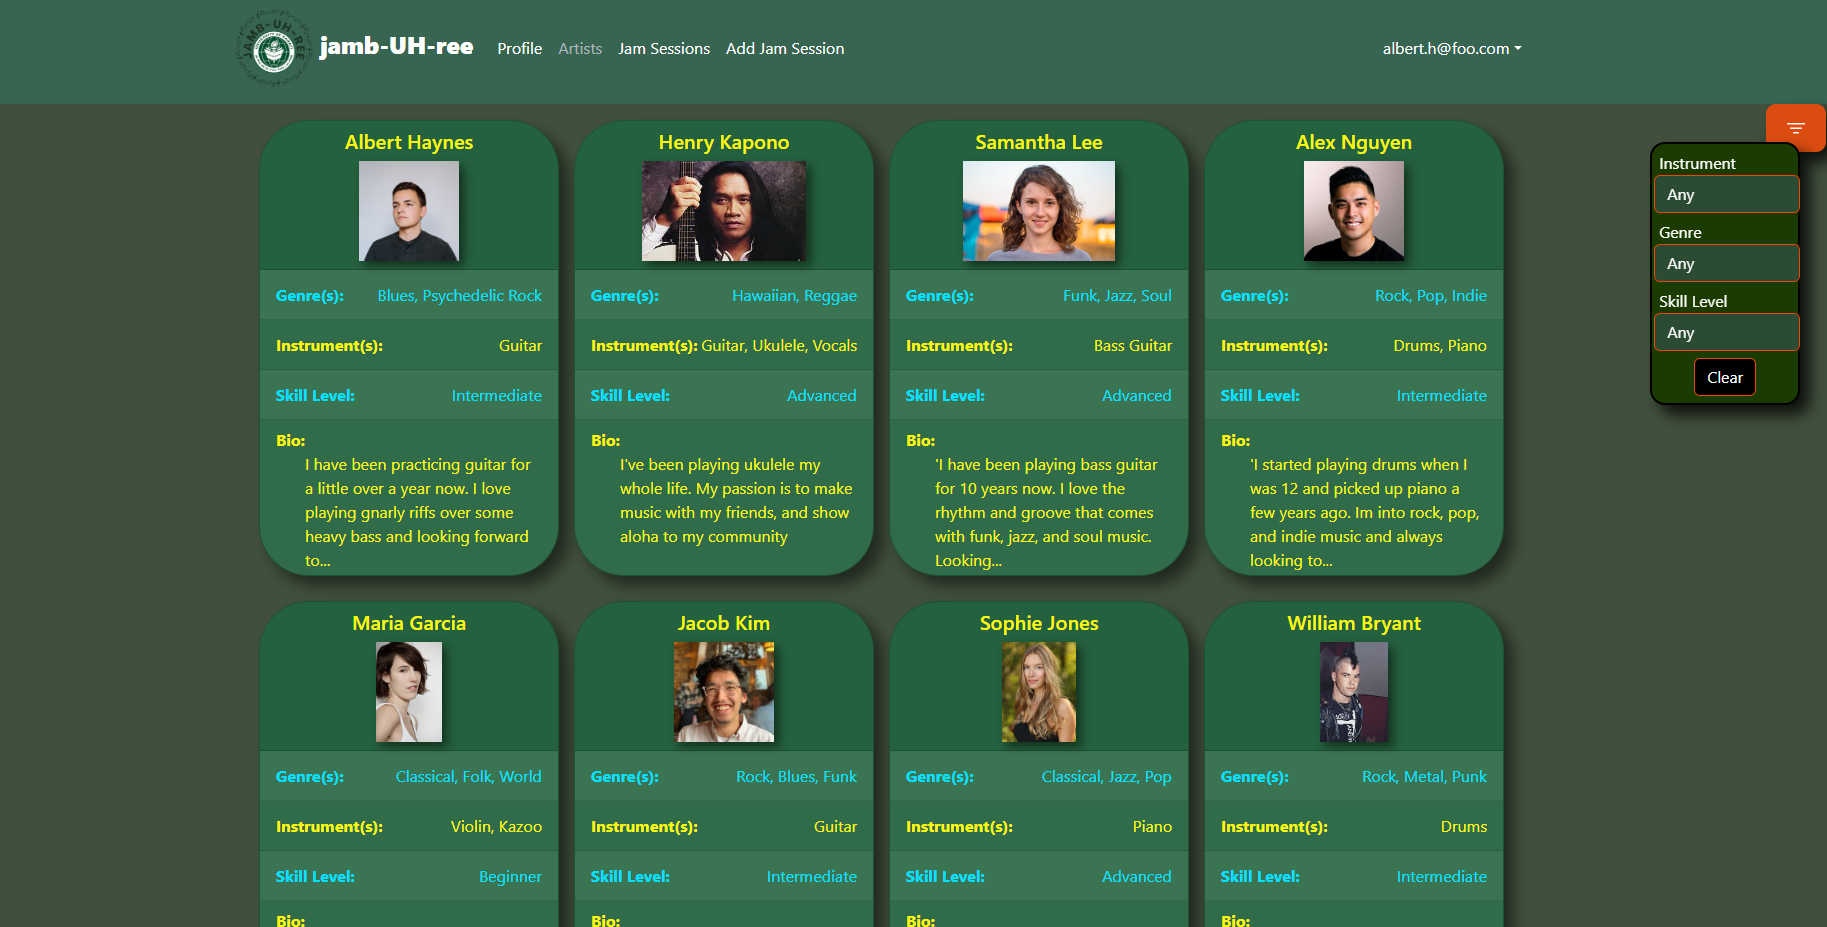 JAMB-UH-REE
jamb-UH-ree Profile Artists Jam Sessions Add Jam Session albert.h@foo.com
Albert Haynes
Genre(s): Blues, Psychedelic Rock
Instrument(s): Guitar
Skill Level: Intermediate
Bio:
I have been practicing guitar for
a little over a year now. I love
playing gnarly riffs over some
heavy bass and looking forward
to...
Henry Kapono
Genre(s): Hawaiian, Reggae
Instrument(s): Guitar, Ukulele, Vocals
Skill Level: Advanced
Bio:
I've been playing ukulele my
whole life. My passion is to make
music with my friends, and show
aloha to my community
Samantha Lee
Genre(s): Funk, Jazz, Soul
Instrument(s): Bass Guitar
Skill Level: Advanced
Bio:
'I have been playing bass guitar
for 10 years now. I love the
rhythm and groove that comes
with funk, jazz, and soul music.
Looking...
Alex Nguyen
Genre(s): Rock, Pop, Indie
Instrument(s): Drums, Piano
Skill Level: Intermediate
Bio:
'I started playing drums when I
was 12 and picked up piano a
few years ago. Im into rock, pop,
and indie music and always
looking to...
Instrument
Any
Genre
Any
Skill Level
Any
Clear
Maria Garcia
Genre(s): Classical, Folk, World
Instrument(s): Violin, Kazoo
Skill Level: Beginner
Bio:
Jacob Kim
Genre(s): Rock, Blues, Funk
Instrument(s): Guitar
Skill Level: Intermediate
Bio:
Sophie Jones
Genre(s): Classical, Jazz, Pop
Instrument(s): Piano
Skill Level: Advanced
Bio:
William Bryant
Genre(s): Rock, Metal, Punk
Instrument(s): Drums
Skill Level: Intermediate
Bio: